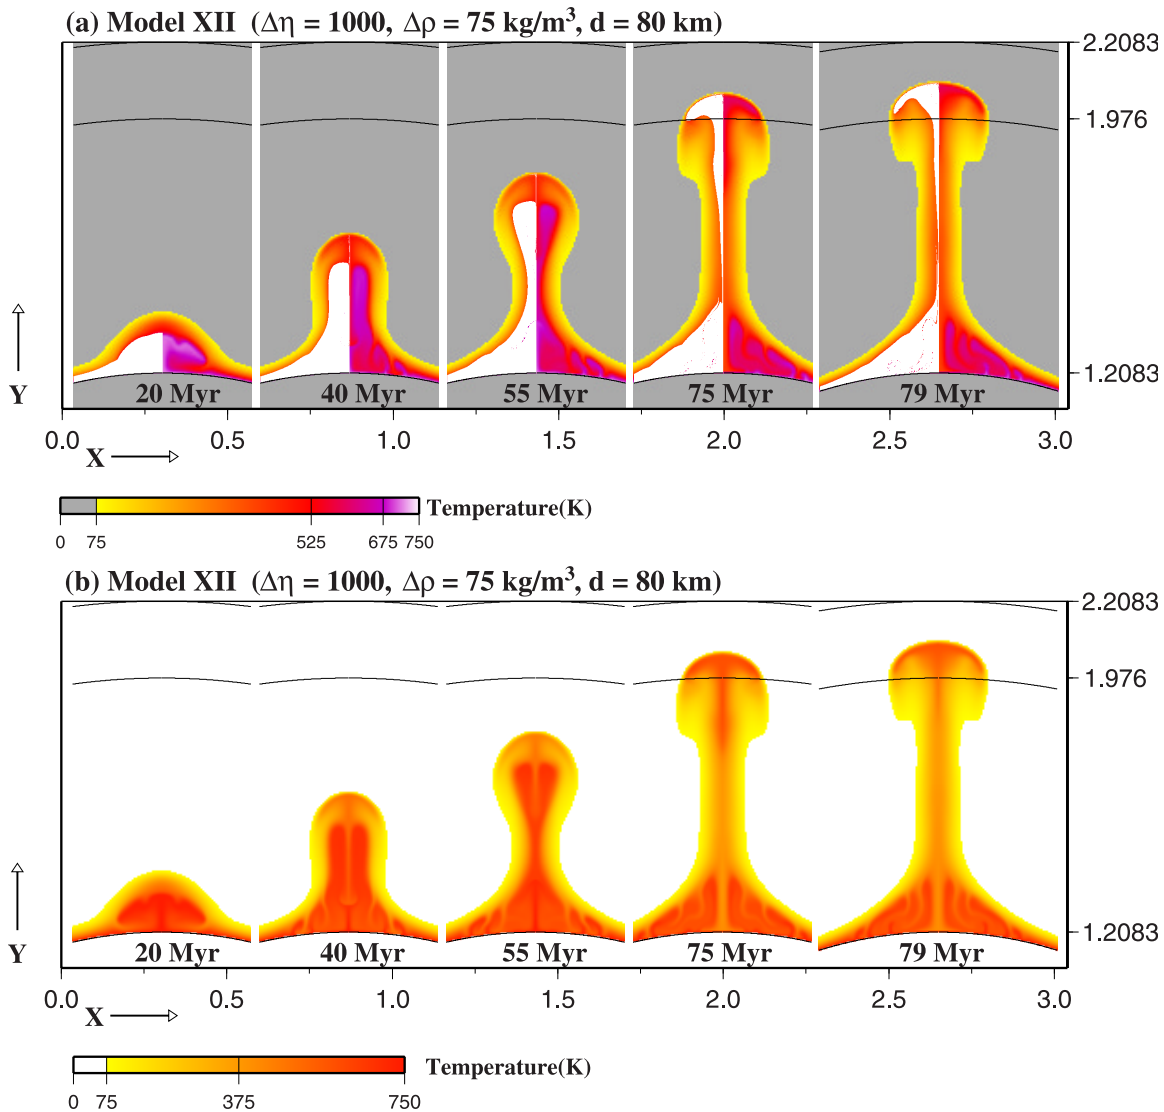 (a) Model XII (Δη = 1000, Δρ = 75 kg/m³, d = 80 km)
2.2083
1.976
1.2083
Y
20 Myr 40 Myr 55 Myr 75 Myr 79 Myr
0.0 0.5 1.0 1.5 2.0 2.5 3.0
X
Temperature(K)
0 75 525 675 750
(b) Model XII (Δη = 1000, Δρ = 75 kg/m³, d = 80 km)
2.2083
1.976
1.2083
Y
20 Myr 40 Myr 55 Myr 75 Myr 79 Myr
0.0 0.5 1.0 1.5 2.0 2.5 3.0
X
Temperature(K)
0 75 375 750